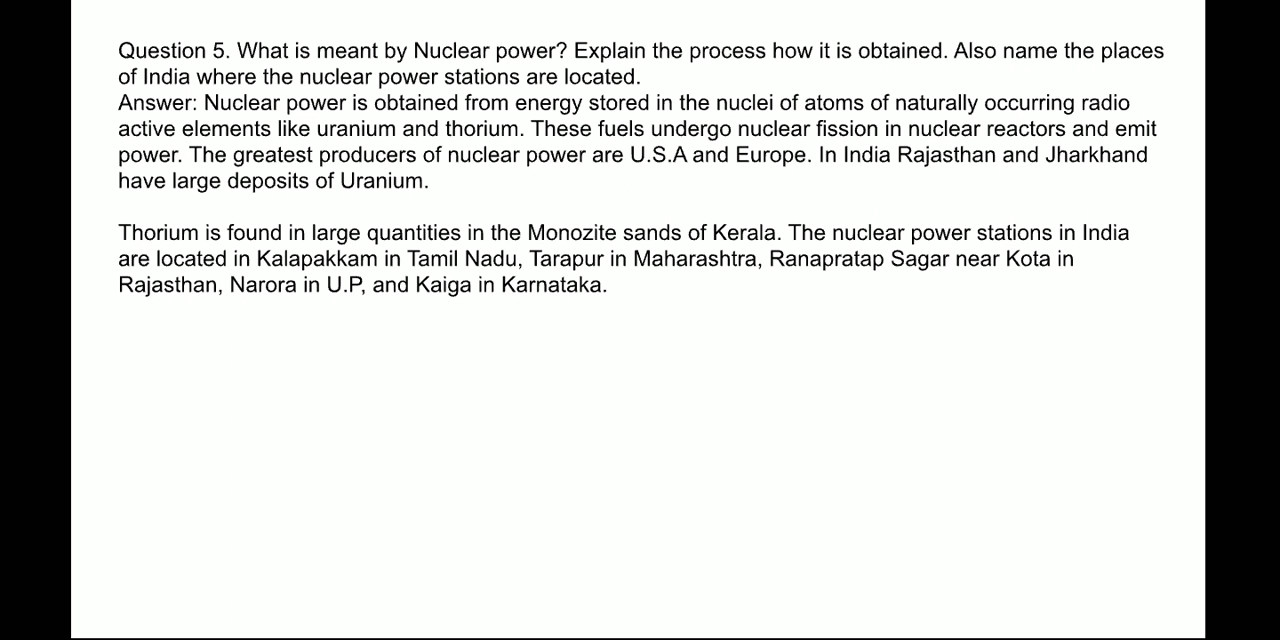 Question 5. What is meant by Nuclear power? Explain the process how it is obtained. Also name the places
of India where the nuclear power stations are located.
Answer: Nuclear power is obtained from energy stored in the nuclei of atoms of naturally occurring radio
active elements like uranium and thorium. These fuels undergo nuclear fission in nuclear reactors and emit
power. The greatest producers of nuclear power are U.S.A and Europe. In India Rajasthan and Jharkhand
have large deposits of Uranium.
Thorium is found in large quantities in the Monozite sands of Kerala. The nuclear power stations in India
are located in Kalapakkam in Tamil Nadu, Tarapur in Maharashtra, Ranapratap Sagar near Kota in
Rajasthan, Narora in U.P, and Kaiga in Karnataka.